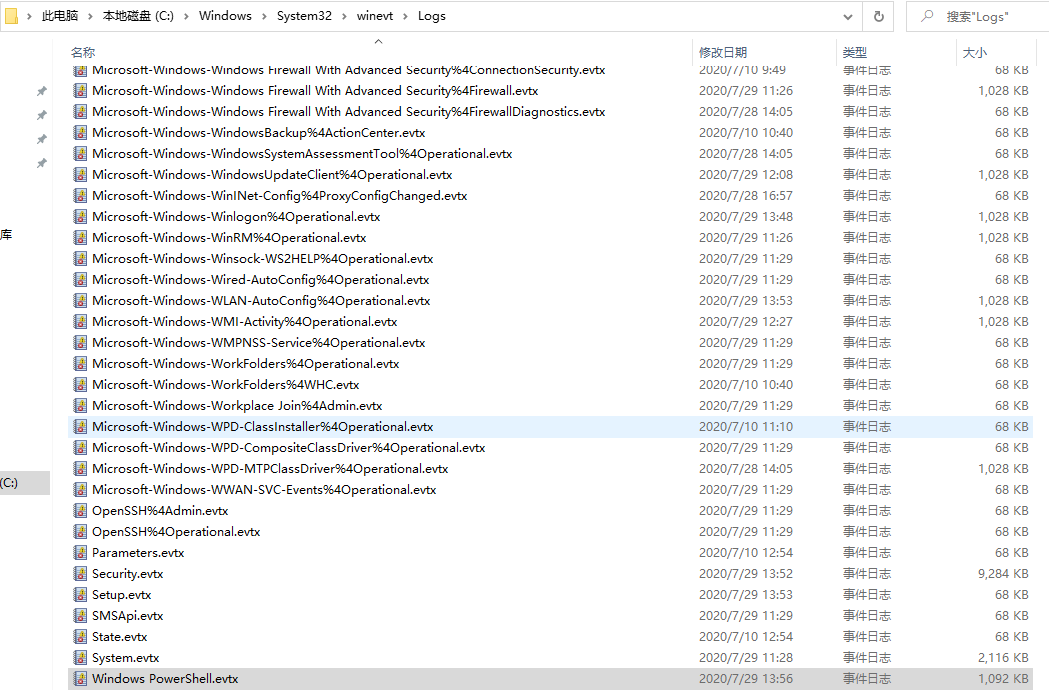 此电脑 › 本地磁盘 (C:) › Windows › System32 › winevt › Logs 搜索"Logs"
名称 修改日期 类型 大小
Microsoft-Windows-Windows Firewall With Advanced Security%4ConnectionSecurity.evtx 2020/7/10 9:49 事件日志 68 KB
Microsoft-Windows-Windows Firewall With Advanced Security%4Firewall.evtx 2020/7/29 11:26 事件日志 1,028 KB
Microsoft-Windows-Windows Firewall With Advanced Security%4FirewallDiagnostics.evtx 2020/7/28 14:05 事件日志 68 KB
Microsoft-Windows-WindowsBackup%4ActionCenter.evtx 2020/7/10 10:40 事件日志 68 KB
Microsoft-Windows-WindowsSystemAssessmentTool%4Operational.evtx 2020/7/28 14:05 事件日志 68 KB
Microsoft-Windows-WindowsUpdateClient%4Operational.evtx 2020/7/29 12:08 事件日志 1,028 KB
Microsoft-Windows-WinINet-Config%4ProxyConfigChanged.evtx 2020/7/28 16:57 事件日志 68 KB
Microsoft-Windows-Winlogon%4Operational.evtx 2020/7/29 13:48 事件日志 1,028 KB
库 Microsoft-Windows-WinRM%4Operational.evtx 2020/7/29 11:26 事件日志 1,028 KB
Microsoft-Windows-Winsock-WS2HELP%4Operational.evtx 2020/7/29 11:29 事件日志 68 KB
Microsoft-Windows-Wired-AutoConfig%4Operational.evtx 2020/7/29 11:29 事件日志 68 KB
Microsoft-Windows-WLAN-AutoConfig%4Operational.evtx 2020/7/29 13:53 事件日志 1,028 KB
Microsoft-Windows-WMI-Activity%4Operational.evtx 2020/7/29 12:27 事件日志 1,028 KB
Microsoft-Windows-WMPNSS-Service%4Operational.evtx 2020/7/29 11:29 事件日志 68 KB
Microsoft-Windows-WorkFolders%4Operational.evtx 2020/7/29 11:29 事件日志 68 KB
Microsoft-Windows-WorkFolders%4WHC.evtx 2020/7/10 10:40 事件日志 68 KB
Microsoft-Windows-Workplace Join%4Admin.evtx 2020/7/29 11:29 事件日志 68 KB
Microsoft-Windows-WPD-ClassInstaller%4Operational.evtx 2020/7/10 11:10 事件日志 68 KB
Microsoft-Windows-WPD-CompositeClassDriver%4Operational.evtx 2020/7/29 11:29 事件日志 68 KB
Microsoft-Windows-WPD-MTPClassDriver%4Operational.evtx 2020/7/28 14:05 事件日志 1,028 KB
(C:) Microsoft-Windows-WWAN-SVC-Events%4Operational.evtx 2020/7/29 11:29 事件日志 68 KB
OpenSSH%4Admin.evtx 2020/7/29 11:29 事件日志 68 KB
OpenSSH%4Operational.evtx 2020/7/29 11:29 事件日志 68 KB
Parameters.evtx 2020/7/10 12:54 事件日志 68 KB
Security.evtx 2020/7/29 13:52 事件日志 9,284 KB
Setup.evtx 2020/7/29 13:53 事件日志 68 KB
SMSApi.evtx 2020/7/29 11:29 事件日志 68 KB
State.evtx 2020/7/10 12:54 事件日志 68 KB
System.evtx 2020/7/29 11:28 事件日志 2,116 KB
Windows PowerShell.evtx 2020/7/29 13:56 事件日志 1,092 KB